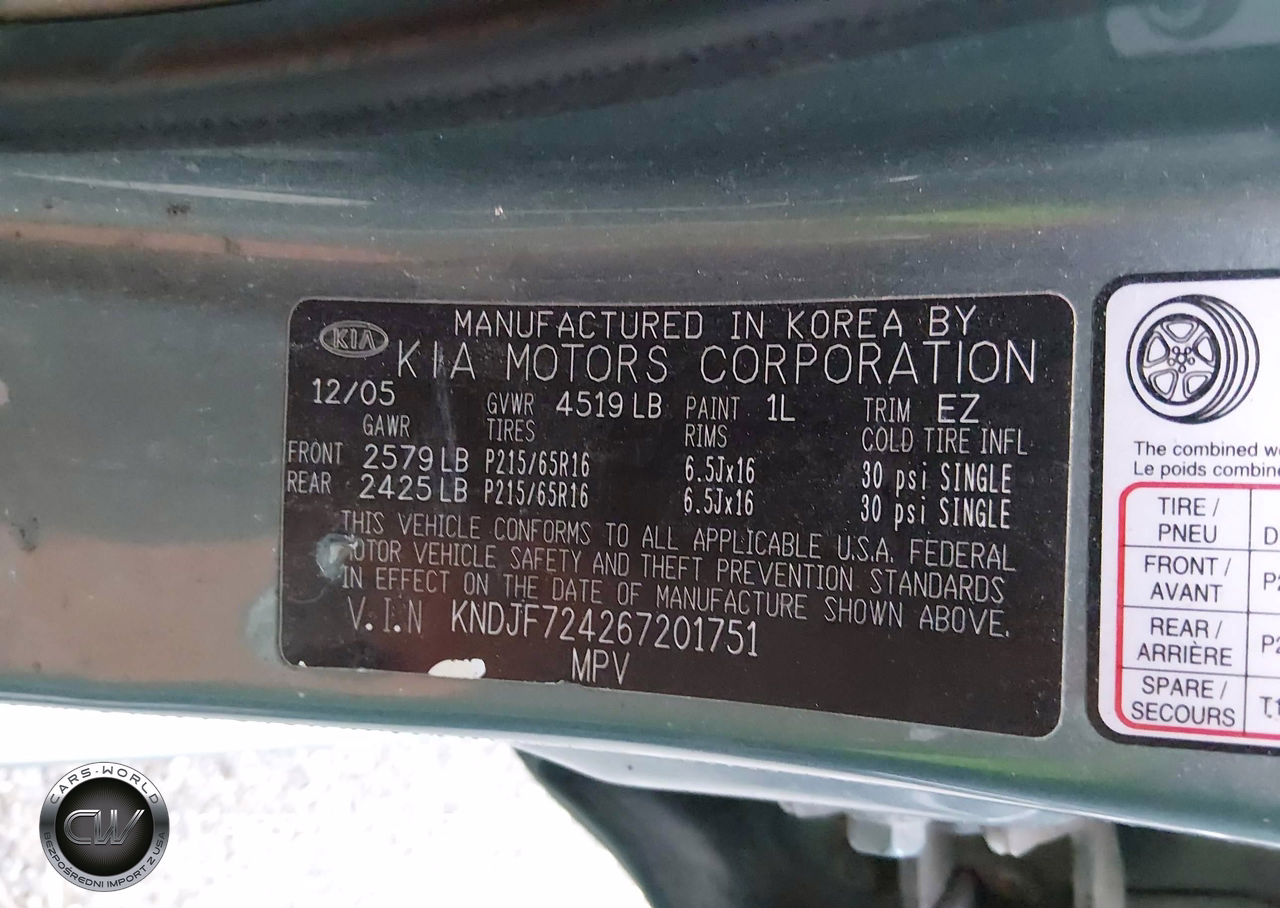 KIA MANUFACTURED IN KOREA BY
KIA MOTORS CORPORATION
12/05 GVWR 4519 LB PAINT 1L TRIM EZ
GAWR TIRES RIMS COLD TIRE INFL
FRONT 2579 LB P215/65R16 6.5Jx16 30 psi SINGLE
REAR 2425 LB P215/65R16 6.5Jx16 30 psi SINGLE
THIS VEHICLE CONFORMS TO ALL APPLICABLE U.S.A. FEDERAL
MOTOR VEHICLE SAFETY AND THEFT PREVENTION STANDARDS
IN EFFECT ON THE DATE OF MANUFACTURE SHOWN ABOVE.
V.I.N KNDJF724267201751
MPV
The combined
Le poids
TIRE /
PNEU
FRONT /
AVANT
REAR /
ARRIÈRE
SPARE /
SECOURS
CARS-WORLD
CW
BEZPOŚREDNI IMPORT Z USA